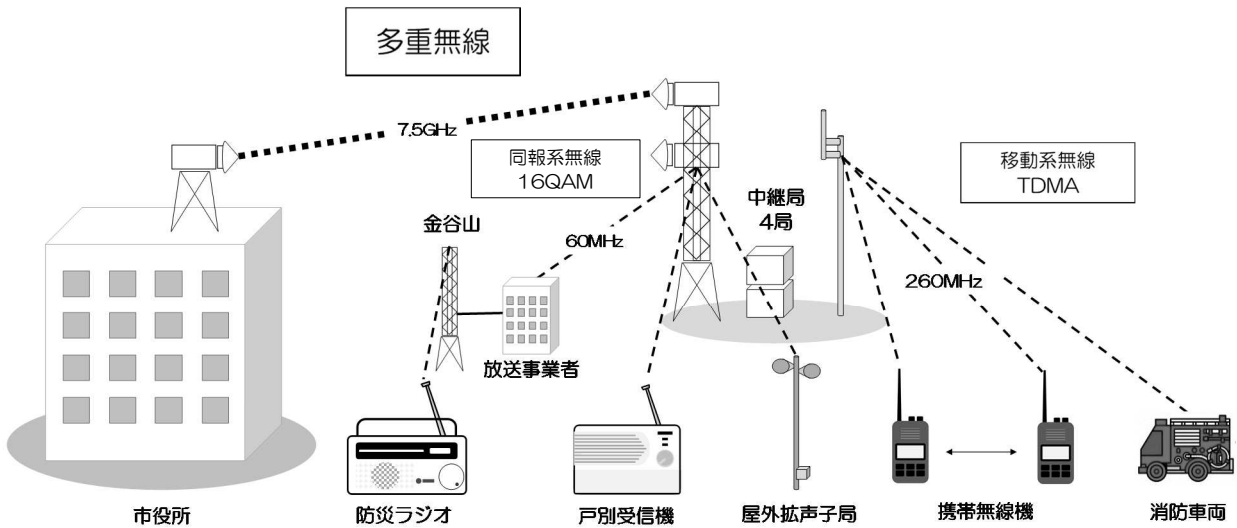 多重無線
7.5GHz
同報系無線
16QAM
移動系無線
TDMA
中継局
4局
金谷山
60MHz
260MHz
放送事業者
市役所
防災ラジオ
戸別受信機
屋外拡声子局
携帯無線機
消防車両